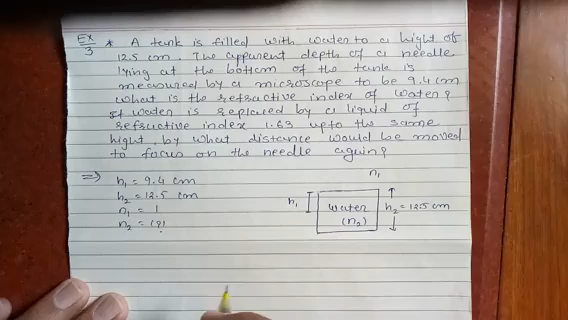 Ex
3 * A tank is filled with water to a hight of
12.5 cm. The apparent depth of a needle
lying at the bottom of the tank is
measured by a microscope to be 9.4 cm
what is the refractive index of water?
If water is replaced by a liquid of
refractive index 1.63 upto the same
hight, by what distance would be moved
to focus on the needle again?
⇒ h₁ = 9.4 cm
h₂ = 12.5 cm
n₁ = 1
n₂ = (?)
n₁
h₁
water
(n₂)
h₂ = 12.5 cm